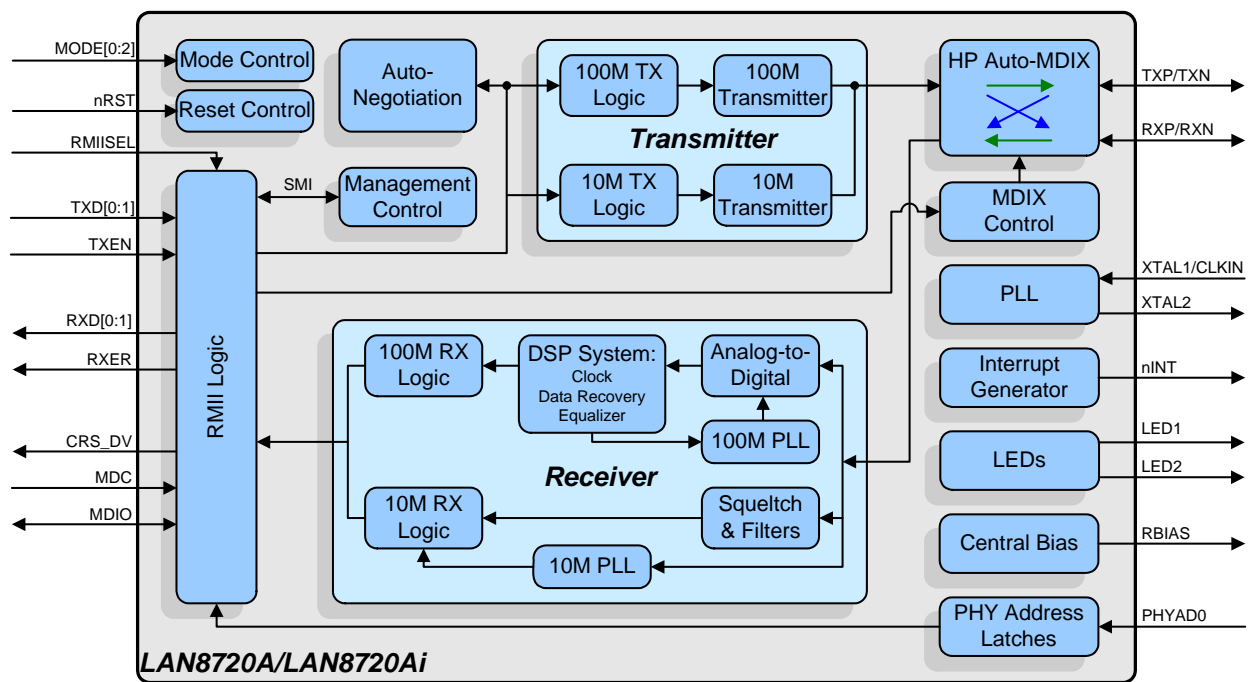 MODE[0:2]
nRST
RMIISEL
TXD[0:1]
TXEN
RXD[0:1]
RXER
CRS_DV
MDC
MDIO
Mode Control
Reset Control
RMII Logic
SMI
Auto-
Negotiation
Management
Control
100M TX
Logic
100M
Transmitter
Transmitter
10M TX
Logic
10M
Transmitter
100M RX
Logic
DSP System:
Clock
Data Recovery
Equalizer
Analog-to-
Digital
100M PLL
Receiver
10M RX
Logic
Squeltch
& Filters
10M PLL
HP Auto-MDIX
MDIX
Control
PLL
Interrupt
Generator
LEDs
Central Bias
PHY Address
Latches
TXP/TXN
RXP/RXN
XTAL1/CLKIN
XTAL2
nINT
LED1
LED2
RBIAS
PHYAD0
LAN8720A/LAN8720Ai